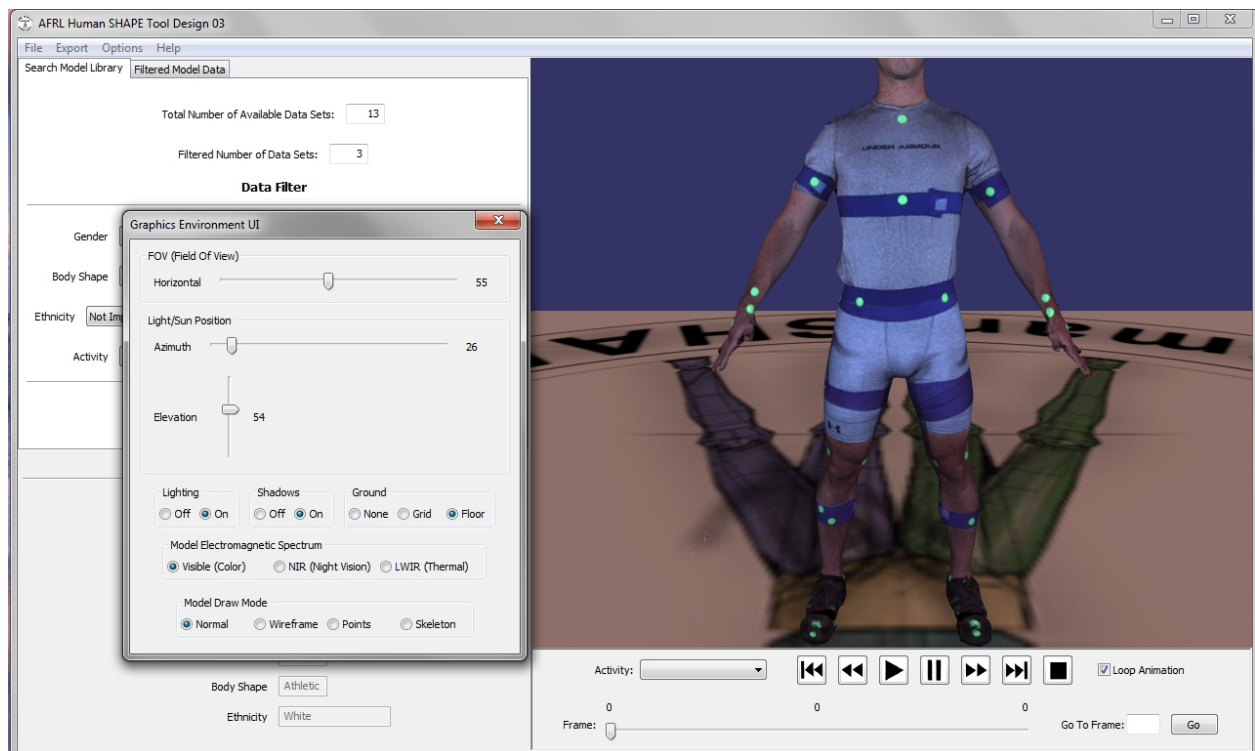 AFRL Human SHAPE Tool Design 03
File Export Options Help
Search Model Library Filtered Model Data
Total Number of Available Data Sets: 13
Filtered Number of Data Sets: 3
Data Filter
Gender
Body Shape
Ethnicity Not Im
Activity
Graphics Environment UI
FOV (Field Of View)
Horizontal 55
Light/Sun Position
Azimuth 26
Elevation 54
Lighting Shadows Ground
Off On Off On None Grid Floor
Model Electromagnetic Spectrum
Visible (Color) NIR (Night Vision) LWIR (Thermal)
Model Draw Mode
Normal Wireframe Points Skeleton
Body Shape Athletic
Ethnicity White
UNDER ARMOUR
Activity: Loop Animation
0 0 0
Frame: Go To Frame: Go